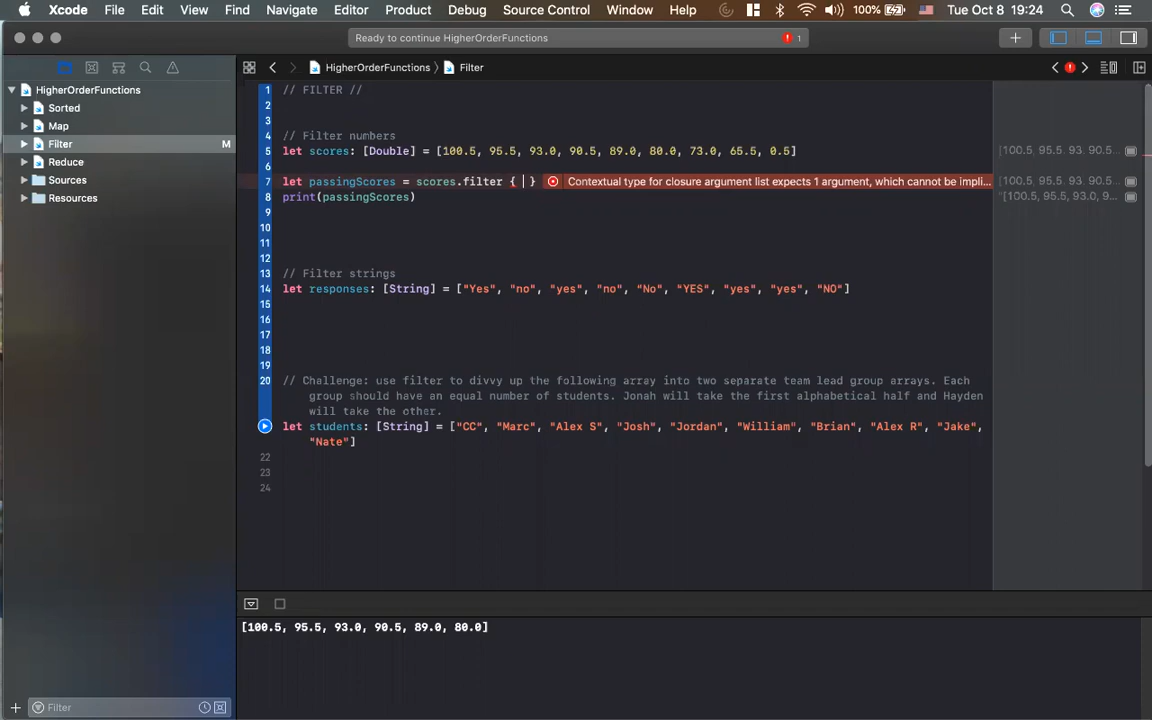 Xcode File Edit View Find Navigate Editor Product Debug Source Control Window Help 100% Tue Oct 8 19:24
Ready to continue HigherOrderFunctions 1
HigherOrderFunctions Filter
HigherOrderFunctions
Sorted
Map
Filter M
Reduce
Sources
Resources
1 // FILTER //
2
3
4 // Filter numbers
5 let scores: [Double] = [100.5, 95.5, 93.0, 90.5, 89.0, 80.0, 73.0, 65.5, 0.5] [100.5, 95.5, 93, 90.5...
6
7 let passingScores = scores.filter { } Contextual type for closure argument list expects 1 argument, which cannot be impli... [100.5, 95.5, 93, 90.5...
8 print(passingScores) "[100.5, 95.5, 93.0, 9...
9
10
11
12
13 // Filter strings
14 let responses: [String] = ["Yes", "no", "yes", "no", "No", "YES", "yes", "yes", "NO"]
15
16
17
18
19
20 // Challenge: use filter to divvy up the following array into two separate team lead group arrays. Each
group should have an equal number of students. Jonah will take the first alphabetical half and Hayden
will take the other.
let students: [String] = ["CC", "Marc", "Alex S", "Josh", "Jordan", "William", "Brian", "Alex R", "Jake",
"Nate"]
22
23
24
[100.5, 95.5, 93.0, 90.5, 89.0, 80.0]
Filter